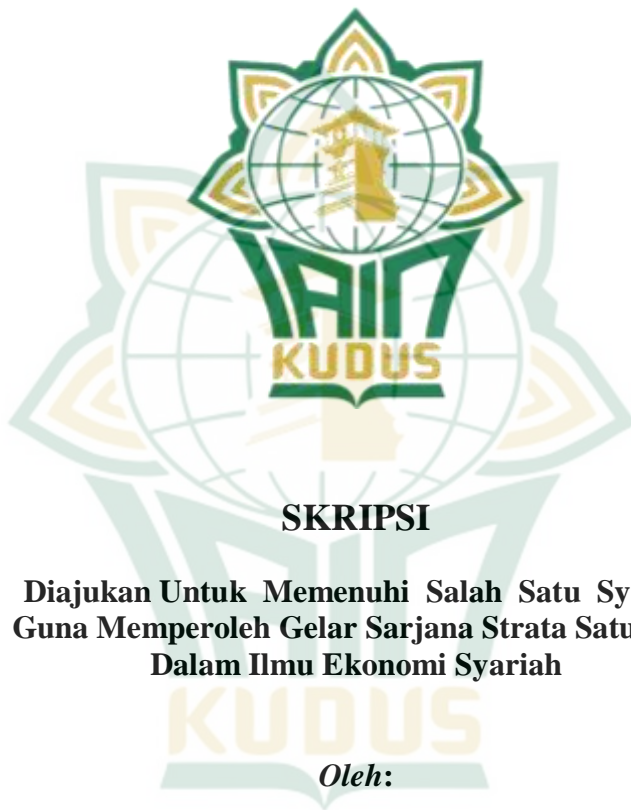 IAIN
KUDUS
SKRIPSI
Diajukan Untuk Memenuhi Salah Satu Sy
Guna Memperoleh Gelar Sarjana Strata Satu
Dalam Ilmu Ekonomi Syariah
KUDUS
Oleh: